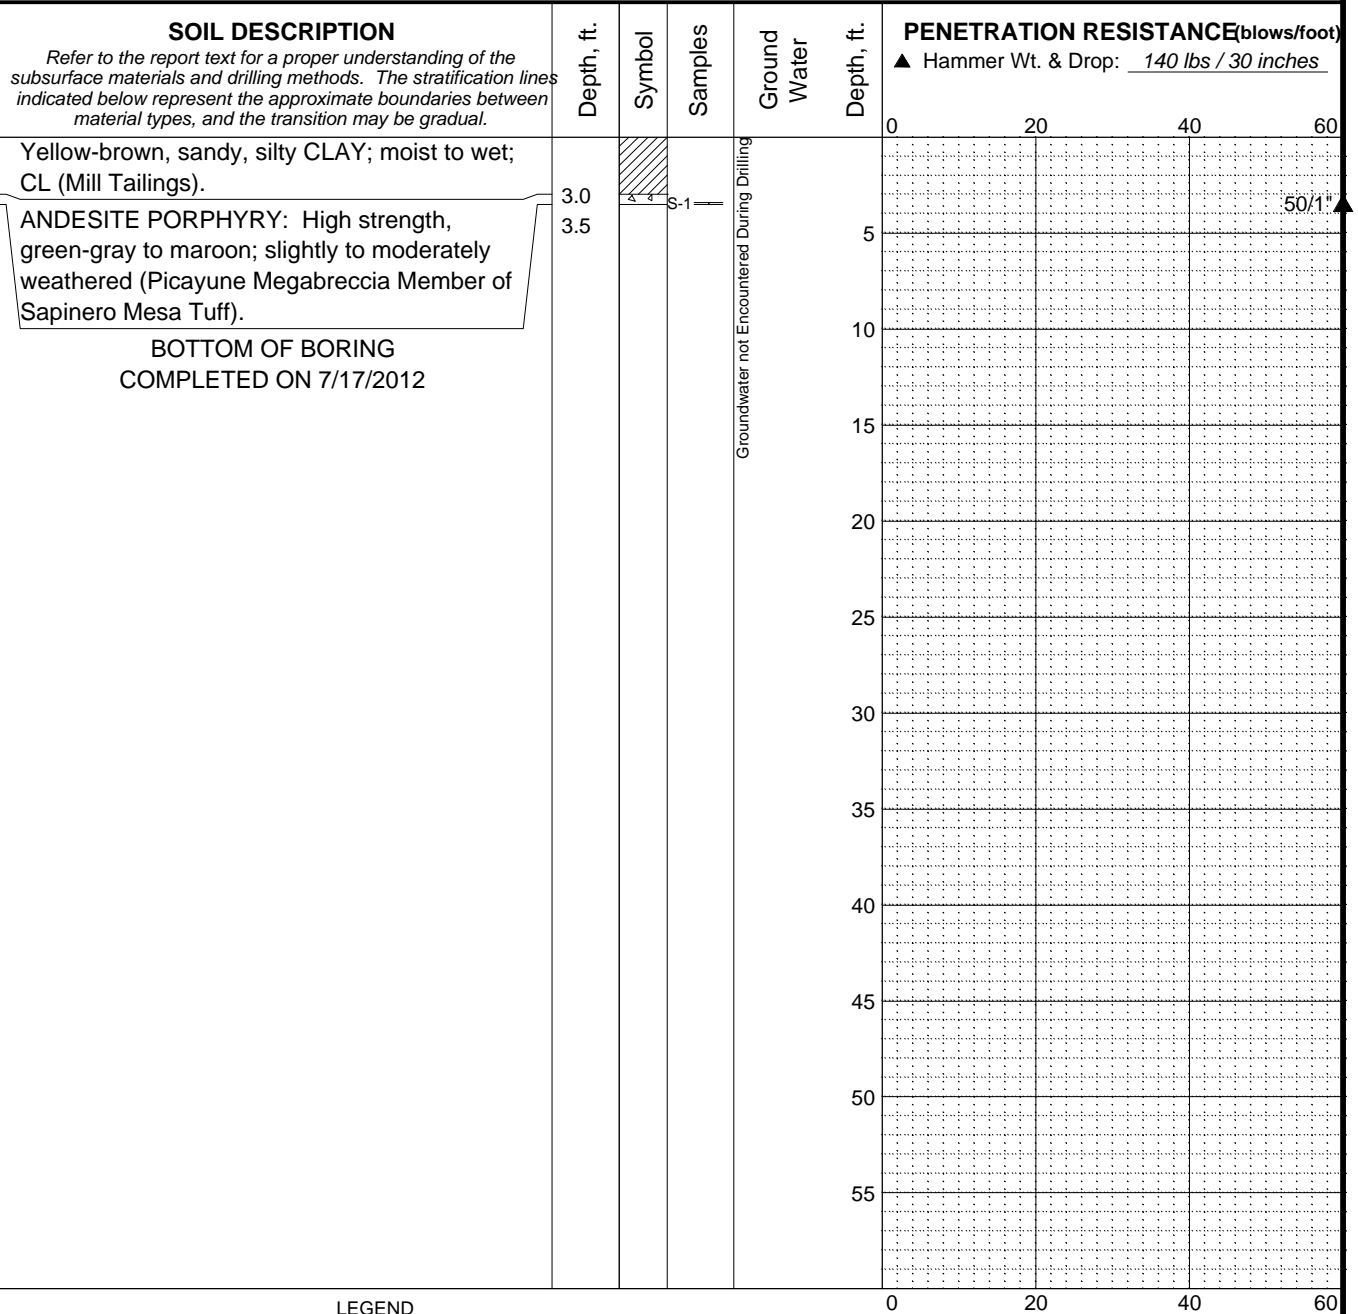 SOIL DESCRIPTION
Refer to the report text for a proper understanding of the
subsurface materials and drilling methods. The stratification lines
indicated below represent the approximate boundaries between
material types, and the transition may be gradual.
Depth, ft.
Symbol
Samples
Ground
Water
Depth, ft.
PENETRATION RESISTANCE(blows/foot)
▲ Hammer Wt. & Drop: 140 lbs / 30 inches
0 20 40 60
Yellow-brown, sandy, silty CLAY; moist to wet;
CL (Mill Tailings).
3.0
ANDESITE PORPHYRY: High strength,
green-gray to maroon; slightly to moderately
weathered (Picayune Megabreccia Member of
Sapinero Mesa Tuff).
3.5
BOTTOM OF BORING
COMPLETED ON 7/17/2012
S-1
Groundwater not Encountered During Drilling
50/1"
5
10
15
20
25
30
35
40
45
50
55
0 20 40 60
LEGEND